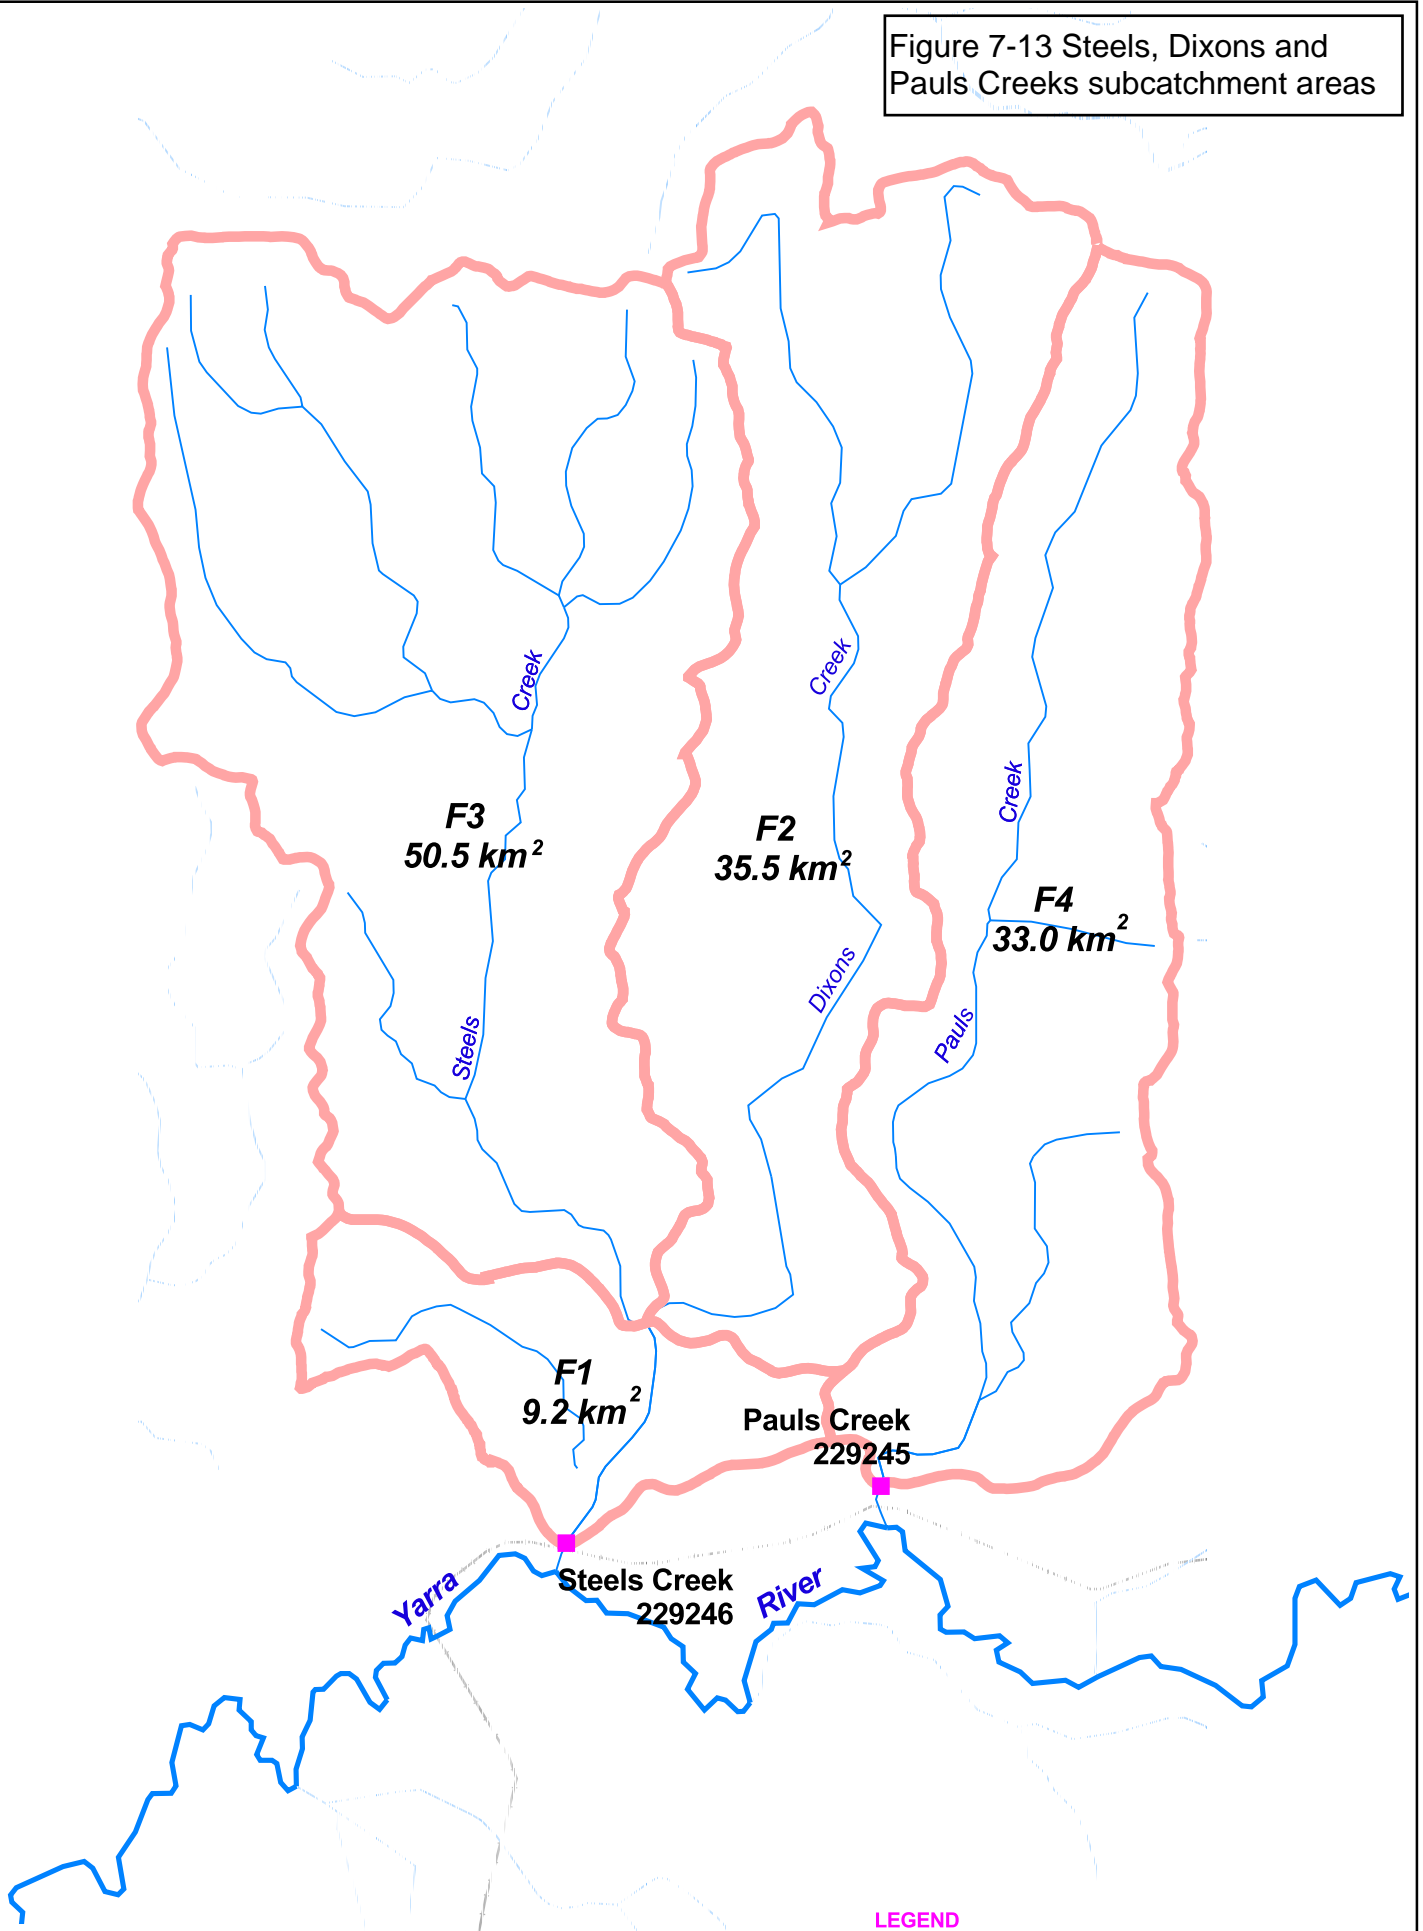 Figure 7-13 Steels, Dixons and
Pauls Creeks subcatchment areas
Creek
Creek
Creek
F3
50.5 km²
F2
35.5 km²
F4
33.0 km²
Dixons
Pauls
Steels
F1
9.2 km²
Pauls Creek
229245
Steels Creek
229246
Yarra
River
LEGEND